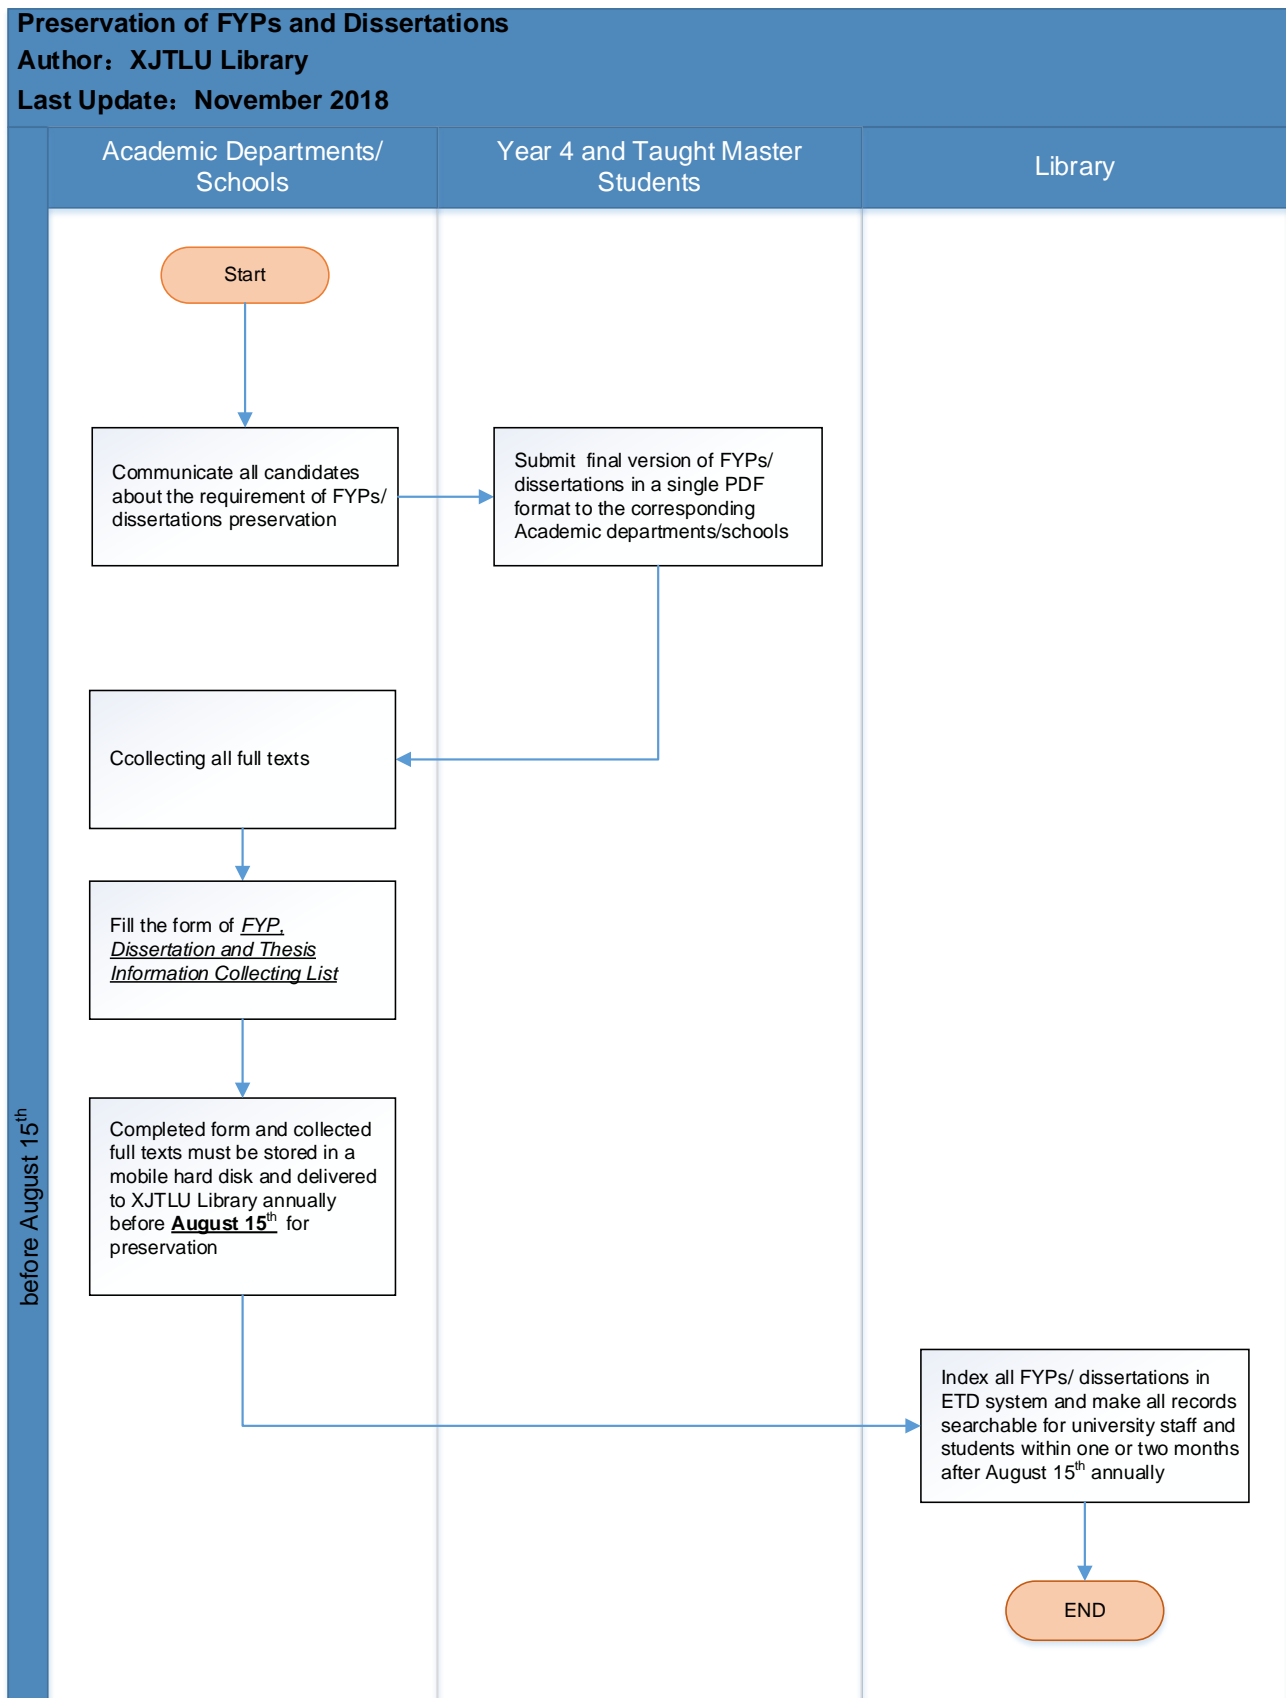 Preservation of FYPs and Dissertations
Author：XJTLU Library
Last Update：November 2018
Academic Departments/
Schools
Year 4 and Taught Master
Students
Library
Start
Communicate all candidates
about the requirement of FYPs/
dissertations preservation
Submit final version of FYPs/
dissertations in a single PDF
format to the corresponding
Academic departments/schools
Ccollecting all full texts
Fill the form of FYP,
Dissertation and Thesis
Information Collecting List
Completed form and collected
full texts must be stored in a
mobile hard disk and delivered
to XJTLU Library annually
before August 15th for
preservation
before August 15th
Index all FYPs/ dissertations in
ETD system and make all records
searchable for university staff and
students within one or two months
after August 15th annually
END